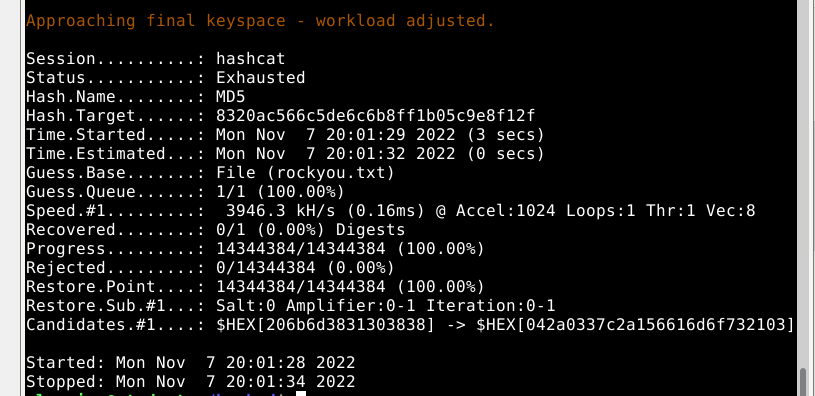 Approaching final keyspace - workload adjusted.
Session..........: hashcat
Status...........: Exhausted
Hash.Name........: MD5
Hash.Target......: 8320ac566c5de6c6b8ff1b05c9e8f12f
Time.Started.....: Mon Nov  7 20:01:29 2022 (3 secs)
Time.Estimated...: Mon Nov  7 20:01:32 2022 (0 secs)
Guess.Base.......: File (rockyou.txt)
Guess.Queue......: 1/1 (100.00%)
Speed.#1.........:  3946.3 kH/s (0.16ms) @ Accel:1024 Loops:1 Thr:1 Vec:8
Recovered........: 0/1 (0.00%) Digests
Progress.........: 14344384/14344384 (100.00%)
Rejected.........: 0/14344384 (0.00%)
Restore.Point....: 14344384/14344384 (100.00%)
Restore.Sub.#1...: Salt:0 Amplifier:0-1 Iteration:0-1
Candidates.#1....: $HEX[206b6d3831303838] -> $HEX[042a0337c2a156616d6f732103]
Started: Mon Nov  7 20:01:28 2022
Stopped: Mon Nov  7 20:01:34 2022